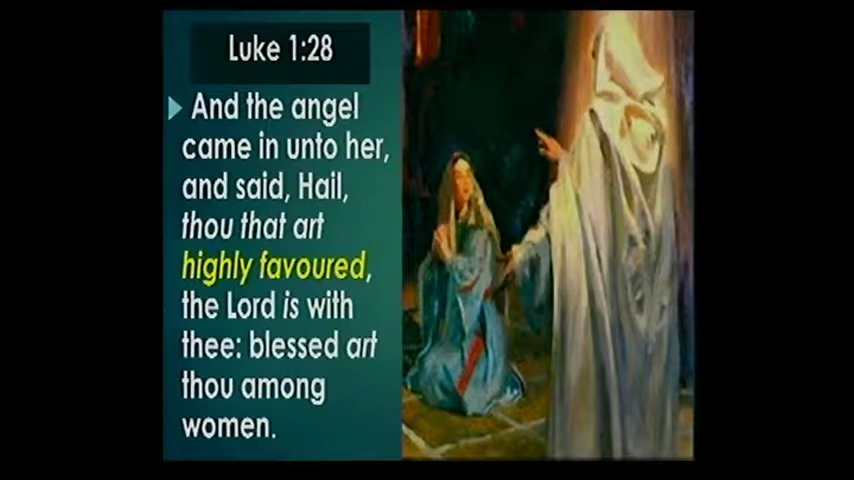 Luke 1:28
And the angel
came in unto her,
and said, Hail,
thou that art
highly favoured,
the Lord is with
thee: blessed art
thou among
women.